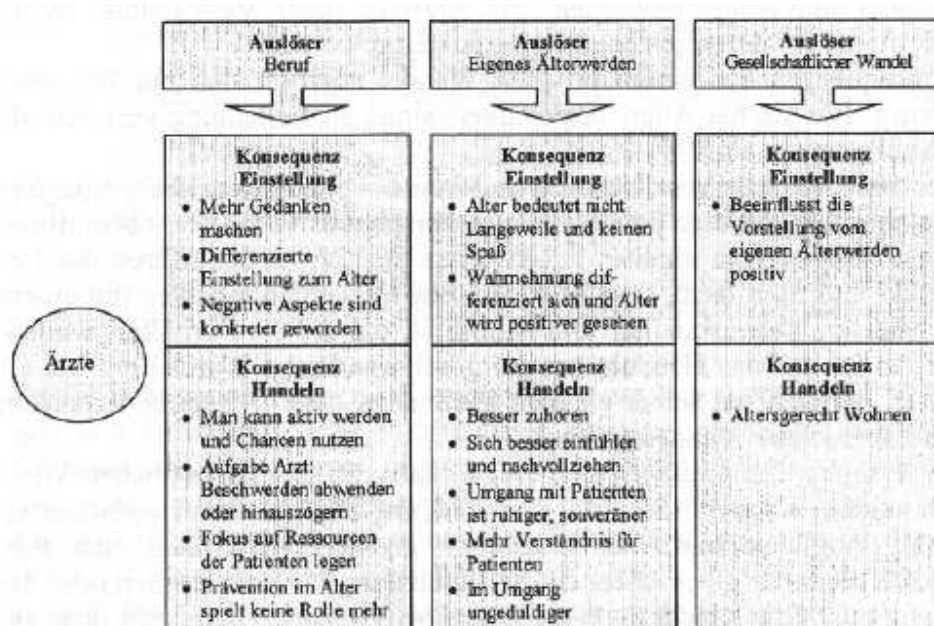 Auslöser
Beruf
Auslöser
Eigenes Älterwerden
Auslöser
Gesellschaftlicher Wandel
Ärzte
Konsequenz
Einstellung
• Mehr Gedanken
machen
• Differenzierte
Einstellung zum Alter
• Negative Aspekte sind
konkreter geworden
Konsequenz
Einstellung
• Alter bedeutet nicht
Langeweile und keinen
Spaß
• Wahrnehmung dif-
ferenziert sich und Alter
wird positiver gesehen
Konsequenz
Einstellung
• Beeinflusst die
Vorstellung vom
eigenen Älterwerden
positiv
Konsequenz
Handeln
• Man kann aktiv werden
und Chancen nutzen
• Aufgabe Arzt:
Beschwerden abwenden
oder hinauszögern
• Fokus auf Ressourcen
der Patienten legen
• Prävention im Alter
spielt keine Rolle mehr
Konsequenz
Handeln
• Besser zuhören
• Sich besser einfühlen
und nachvollziehen
• Umgang mit Patienten
ist ruhiger, souveräner
• Mehr Verständnis für
Patienten
• Im Umgang
ungeduldiger
Konsequenz
Handeln
• Altersgerecht Wohnen